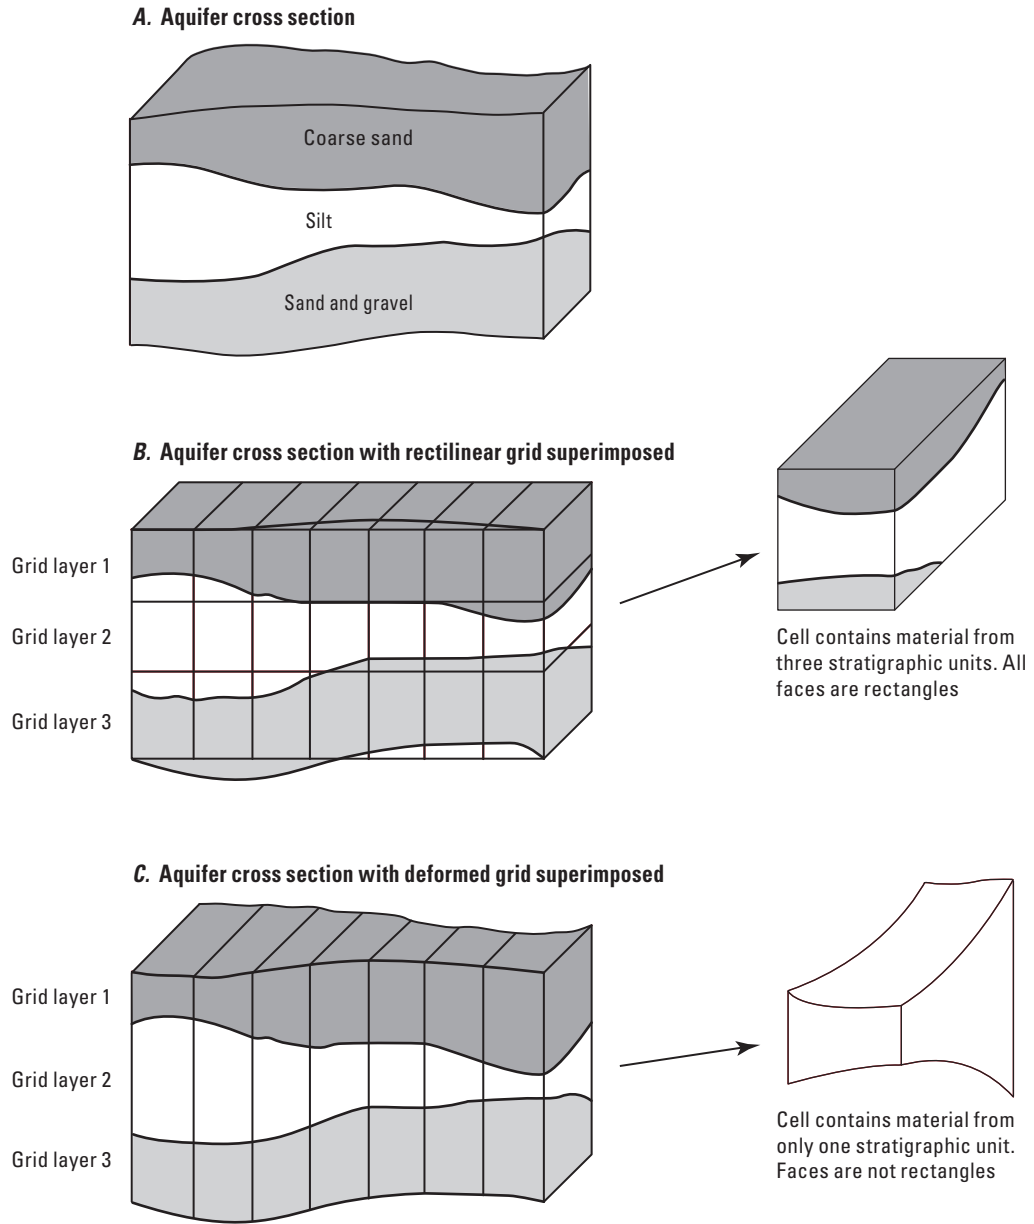 A. Aquifer cross section
Coarse sand
Silt
Sand and gravel
B. Aquifer cross section with rectilinear grid superimposed
Grid layer 1
Grid layer 2
Grid layer 3
Cell contains material from
three stratigraphic units. All
faces are rectangles
C. Aquifer cross section with deformed grid superimposed
Grid layer 1
Grid layer 2
Grid layer 3
Cell contains material from
only one stratigraphic unit.
Faces are not rectangles